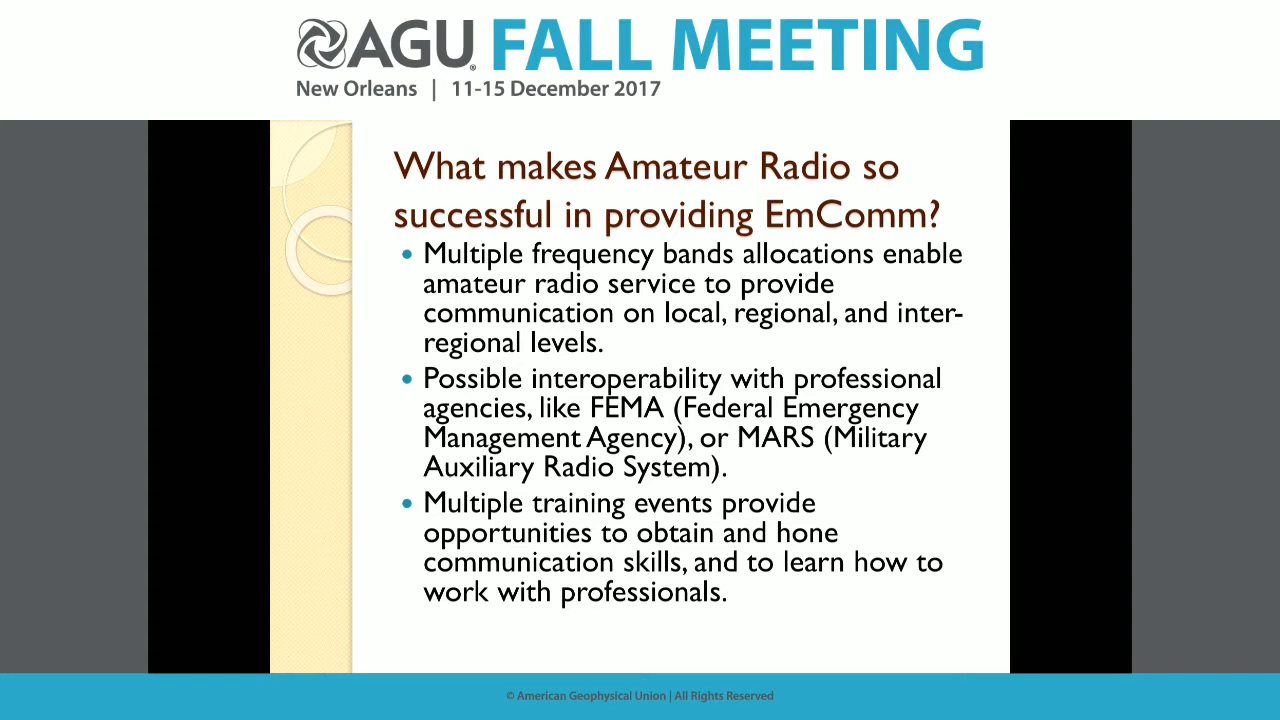 AGU FALL MEETING
New Orleans | 11-15 December 2017
What makes Amateur Radio so
successful in providing EmComm?
• Multiple frequency bands allocations enable
amateur radio service to provide
communication on local, regional, and inter-
regional levels.
• Possible interoperability with professional
agencies, like FEMA (Federal Emergency
Management Agency), or MARS (Military
Auxiliary Radio System).
• Multiple training events provide
opportunities to obtain and hone
communication skills, and to learn how to
work with professionals.
© American Geophysical Union | All Rights Reserved